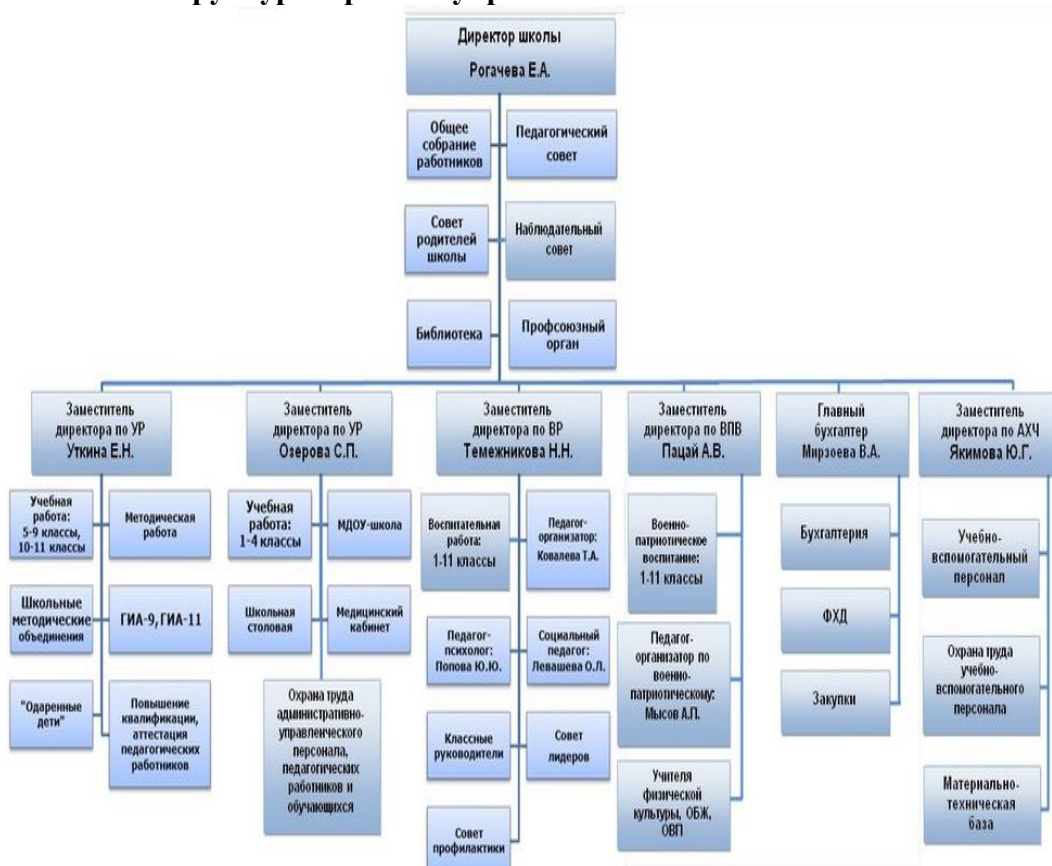 Директор школы
Рогачева Е.А.
Общее
собрание
работников
Педагогический
совет
Совет
родителей
школы
Наблюдательный
совет
Библиотека
Профсоюзный
орган
Заместитель
директора по УР
Уткина Е.Н.
Заместитель
директора по УР
Озерова С.П.
Заместитель
директора по ВР
Темежникова Н.Н.
Заместитель
директора по ВПВ
Пацай А.В.
Главный
бухгалтер
Мирзоева В.А.
Заместитель
директора по АХЧ
Якимова Ю.Г.
Учебная
работа:
5-9 классы,
10-11 классы
Методическая
работа
Школьные
методические
объединения
ГИА-9, ГИА-11
"Одаренные
дети"
Повышение
квалификации,
аттестация
педагогических
работников
Учебная
работа:
1-4 классы
МДОУ-школа
Школьная
столовая
Медицинский
кабинет
Охрана труда
административно-
управленческого
персонала,
педагогических
работников и
обучающихся
Воспитательная
работа:
1-11 классы
Педагог-
организатор:
Ковалева Т.А.
Педагог-
психолог:
Попова Ю.Ю.
Социальный
педагог:
Левашева О.Л.
Классные
руководители
Совет
лидеров
Совет
профилактики
Военно-
патриотическое
воспитание:
1-11 классы
Педагог-
организатор по
военно-
патриотическому:
Мысов А.П.
Учителя
физической
культуры, ОБЖ,
ОВП
Бухгалтерия
ФХД
Закупки
Учебно-
вспомогательный
персонал
Охрана труда
учебно-
вспомогательного
персонала
Материально-
техническая
база